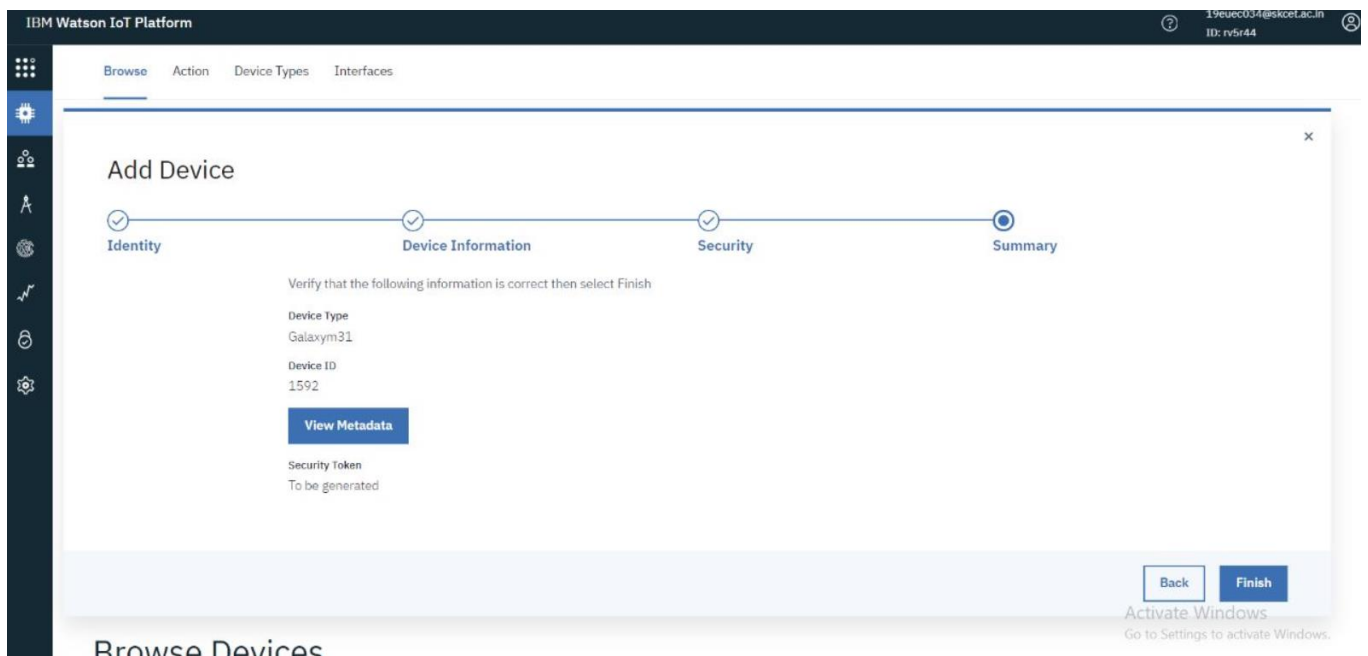 IBM Watson IoT Platform
19euec034@skcet.ac.in
ID: rv5r44
Browse Action Device Types Interfaces
Add Device
Identity Device Information Security Summary
Verify that the following information is correct then select Finish
Device Type
Galaxym31
Device ID
1592
View Metadata
Security Token
To be generated
Back Finish
Activate Windows
Go to Settings to activate Windows.
Browse Devices